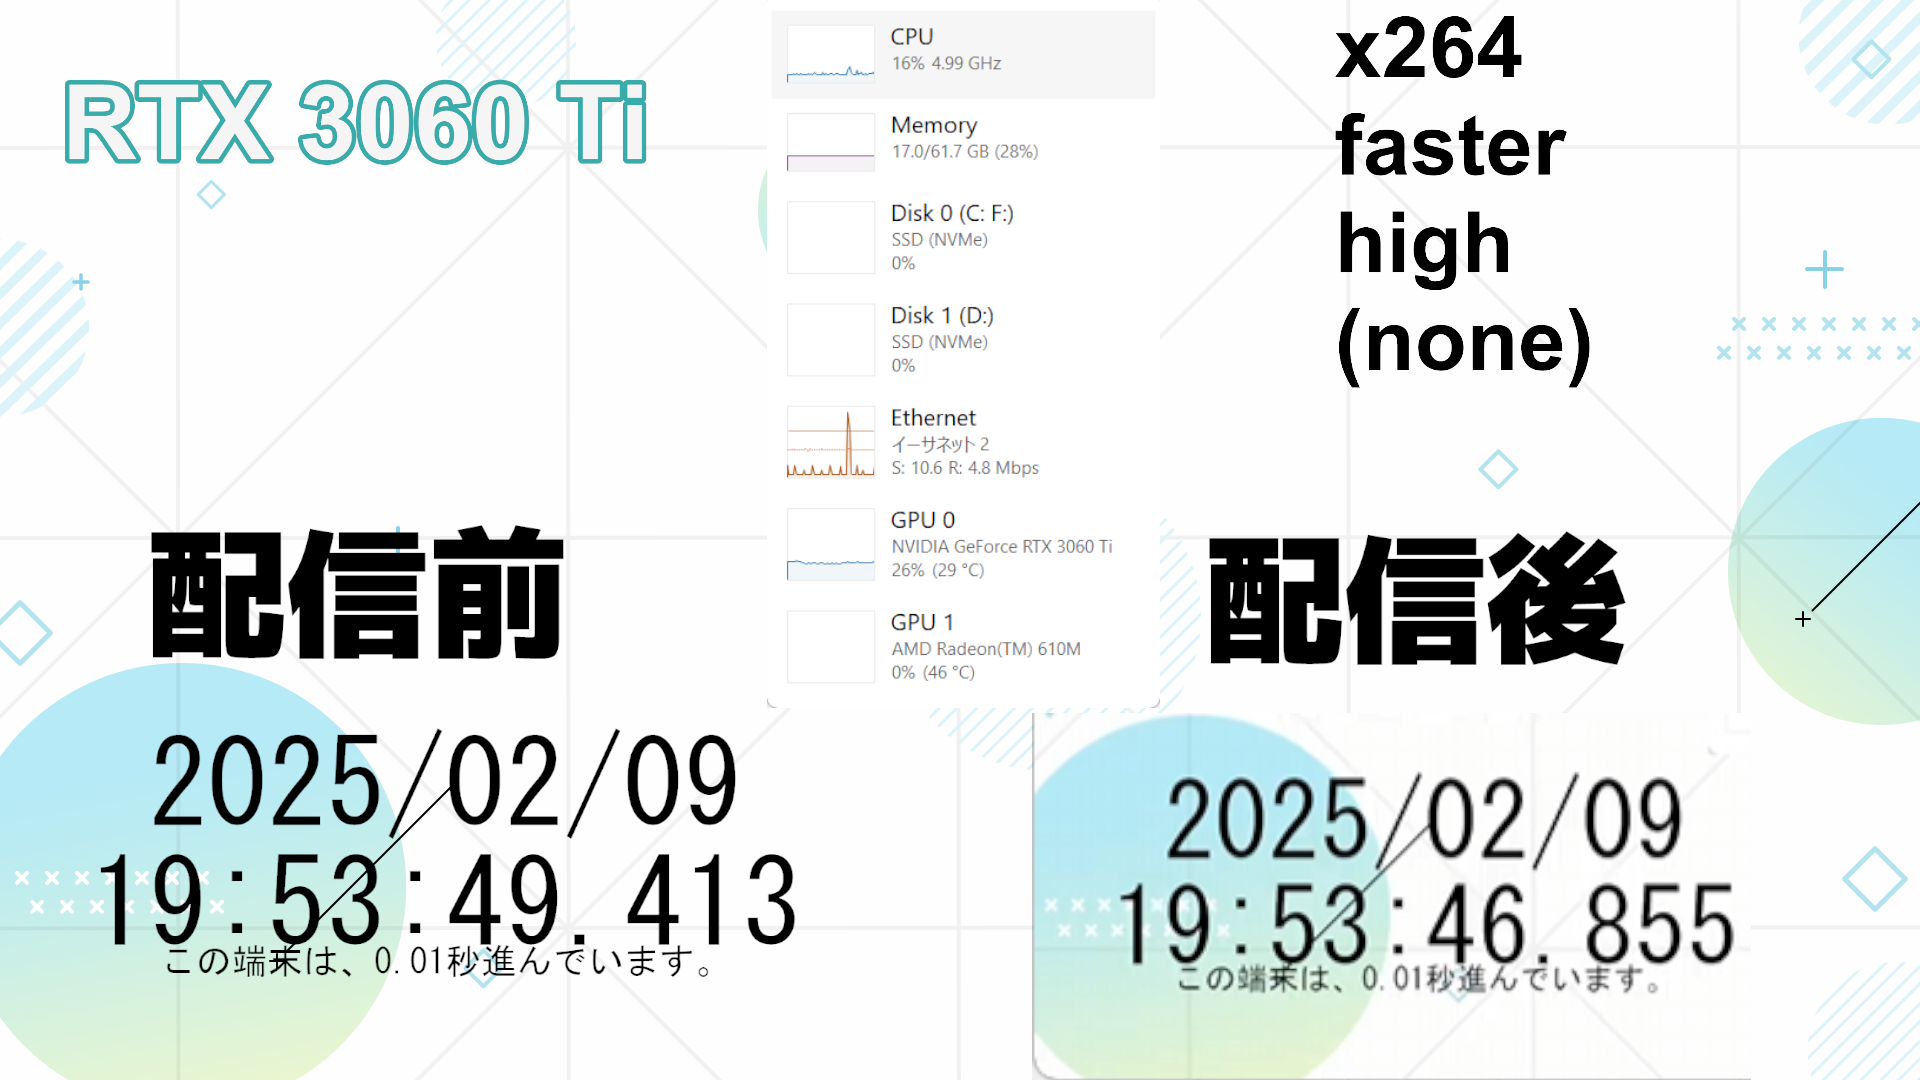 RTX 3060 Ti
CPU
16% 4.99 GHz
Memory
17.0/61.7 GB (28%)
Disk 0 (C: F:)
SSD (NVMe)
0%
Disk 1 (D:)
SSD (NVMe)
0%
Ethernet
イーサネット 2
S: 10.6 R: 4.8 Mbps
GPU 0
NVIDIA GeForce RTX 3060 Ti
26% (29 °C)
GPU 1
AMD Radeon(TM) 610M
0% (46 °C)
x264
faster
high
(none)
配信前
2025/02/09
19:53:49.413
この端末は、0.01秒進んでいます。
配信後
2025/02/09
19:53:46.855
この端末は、0.01秒進んでいます。